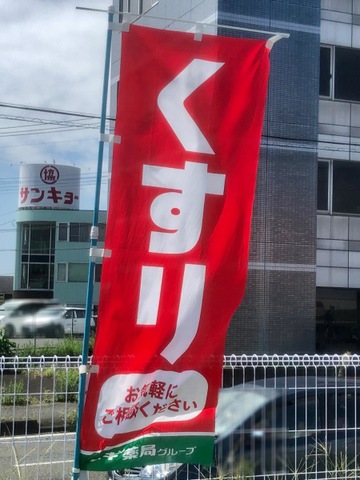 くすり
お気軽に
ご相談ください
薬局グループ
協
サンキョー